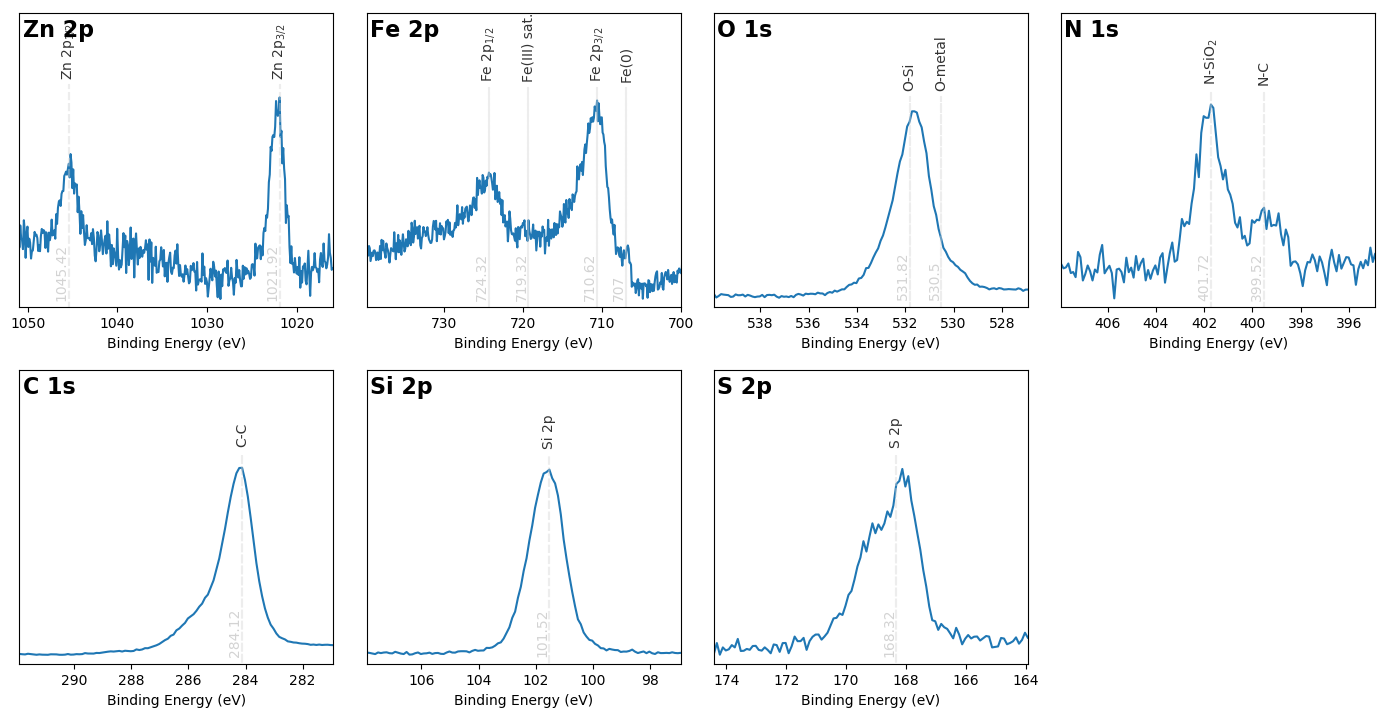 Zn 2p
Zn 2p1/2
Zn 2p3/2
1045.42
1021.92
1050
1040
1030
1020
Binding Energy (eV)
Fe 2p
Fe 2p1/2
Fe(III) sat.
Fe 2p3/2
Fe(0)
724.32
719.32
710.62
707
730
720
710
700
Binding Energy (eV)
O 1s
O-Si
O-metal
531.82
530.5
538
536
534
532
530
528
Binding Energy (eV)
N 1s
N-SiO2
N-C
401.72
399.52
406
404
402
400
398
396
Binding Energy (eV)
C 1s
C-C
284.12
290
288
286
284
282
Binding Energy (eV)
Si 2p
Si 2p
101.52
106
104
102
100
98
Binding Energy (eV)
S 2p
S 2p
168.32
174
172
170
168
166
164
Binding Energy (eV)